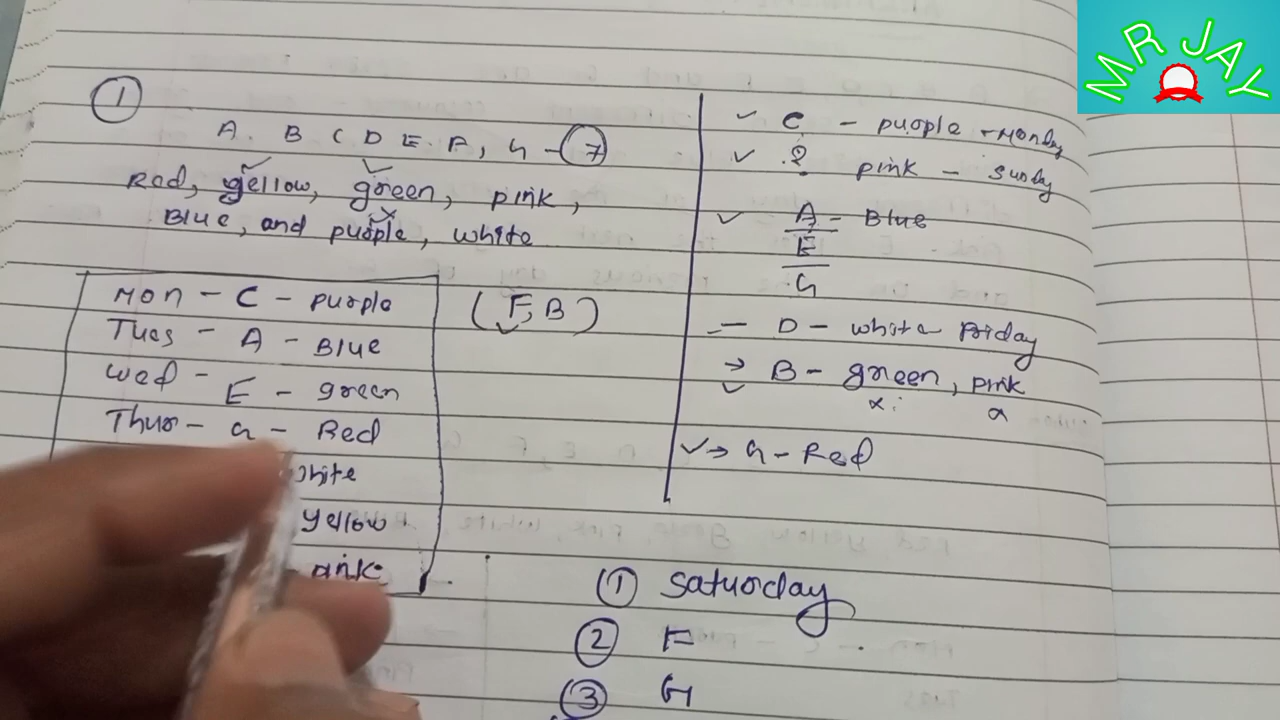 ①
A. B C D E. F, G - ⑦
Red, yellow, green, pink,
Blue, and purple, white
Mon - C - purple
Tues - A - Blue
Wed - E - green
Thur - G - Red
white
yellow
pink
(F, B)
C - purple - Monday
? pink - Sunday
A - Blue
E
G
- D - white Friday
→ B - green, pink
x x
→ G - Red
① Saturday
② F
③ G
MR JAY